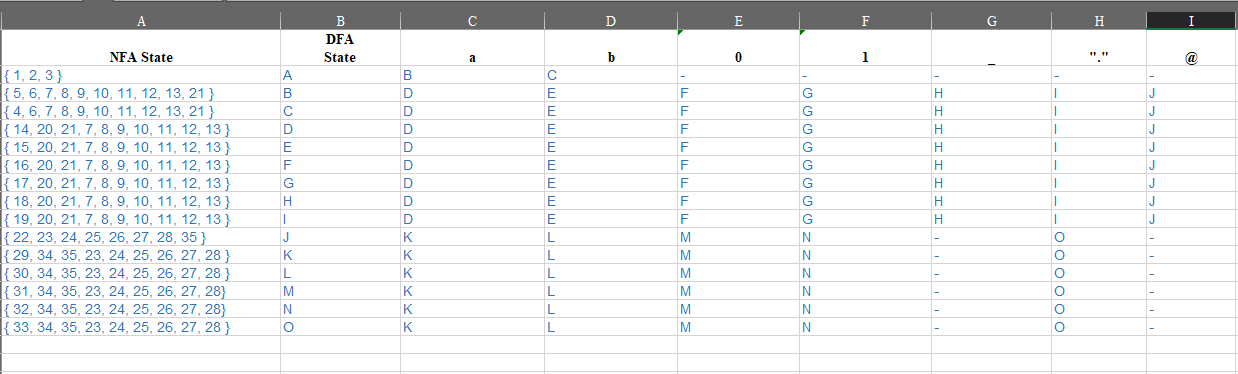 A B C D E F G H I
NFA State DFA State a b 0 1 _ "." @
{ 1, 2, 3 } A B C - - - - -
{ 5, 6, 7, 8, 9, 10, 11, 12, 13, 21 } B D E F G H I J
{ 4, 6, 7, 8, 9, 10, 11, 12, 13, 21 } C D E F G H I J
{ 14, 20, 21, 7, 8, 9, 10, 11, 12, 13 } D D E F G H I J
{ 15, 20, 21, 7, 8, 9, 10, 11, 12, 13 } E D E F G H I J
{ 16, 20, 21, 7, 8, 9, 10, 11, 12, 13 } F D E F G H I J
{ 17, 20, 21, 7, 8, 9, 10, 11, 12, 13 } G D E F G H I J
{ 18, 20, 21, 7, 8, 9, 10, 11, 12, 13 } H D E F G H I J
{ 19, 20, 21, 7, 8, 9, 10, 11, 12, 13 } I D E F G H I J
{ 22, 23, 24, 25, 26, 27, 28, 35 } J K L M N - O -
{ 29, 34, 35, 23, 24, 25, 26, 27, 28 } K K L M N - O -
{ 30, 34, 35, 23, 24, 25, 26, 27, 28 } L K L M N - O -
{ 31, 34, 35, 23, 24, 25, 26, 27, 28} M K L M N - O -
{ 32, 34, 35, 23, 24, 25, 26, 27, 28} N K L M N - O -
{ 33, 34, 35, 23, 24, 25, 26, 27, 28 } O K L M N - O -